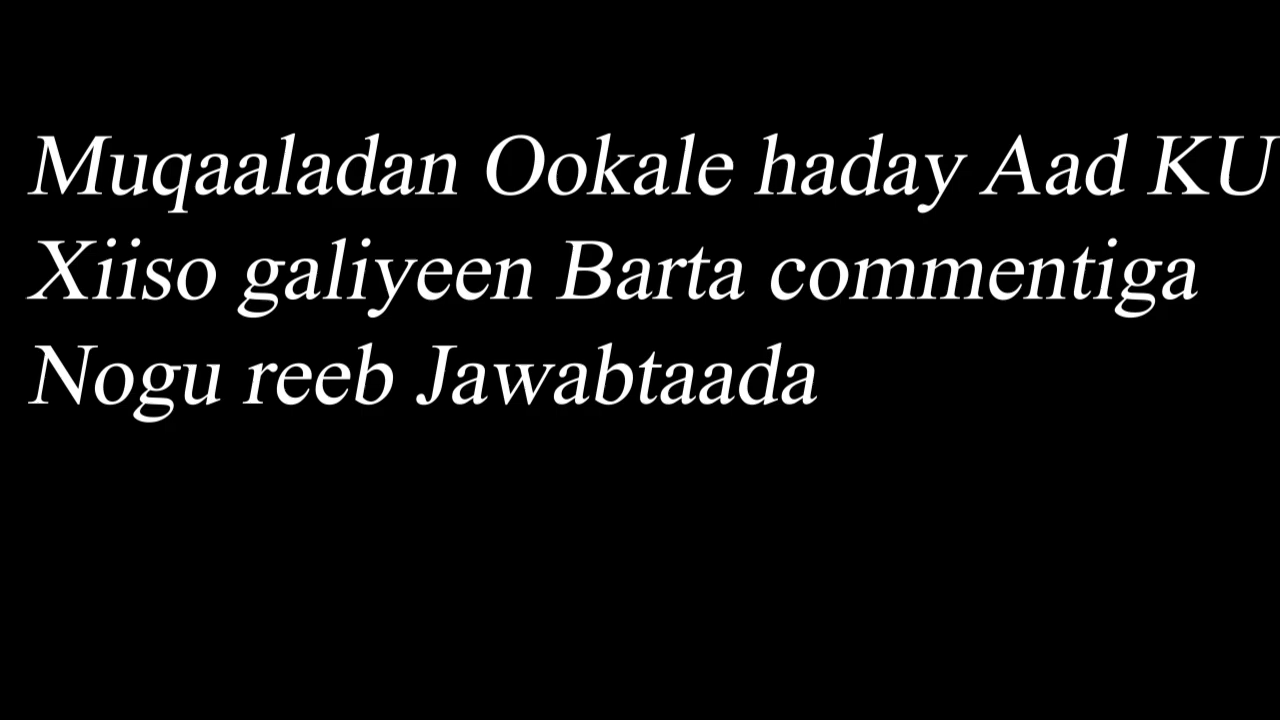 Muqaaladan Ookale haday Aad KU
Xiiso galiyeen Barta commentiga
Nogu reeb Jawabtaada